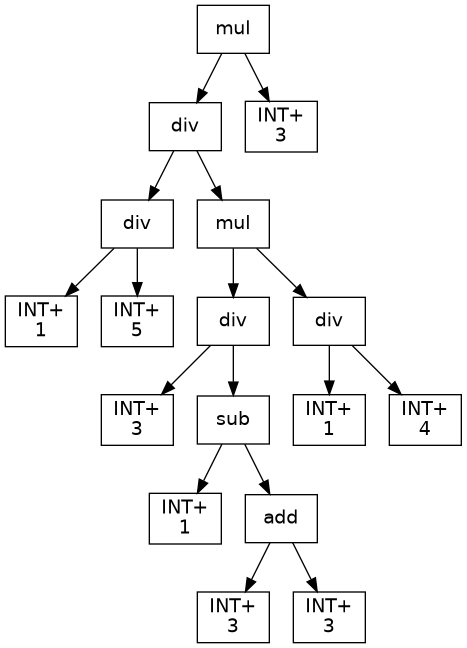 mul
div
INT+
3
div
mul
INT+
1
INT+
5
div
div
INT+
3
sub
INT+
1
INT+
4
INT+
1
add
INT+
3
INT+
3